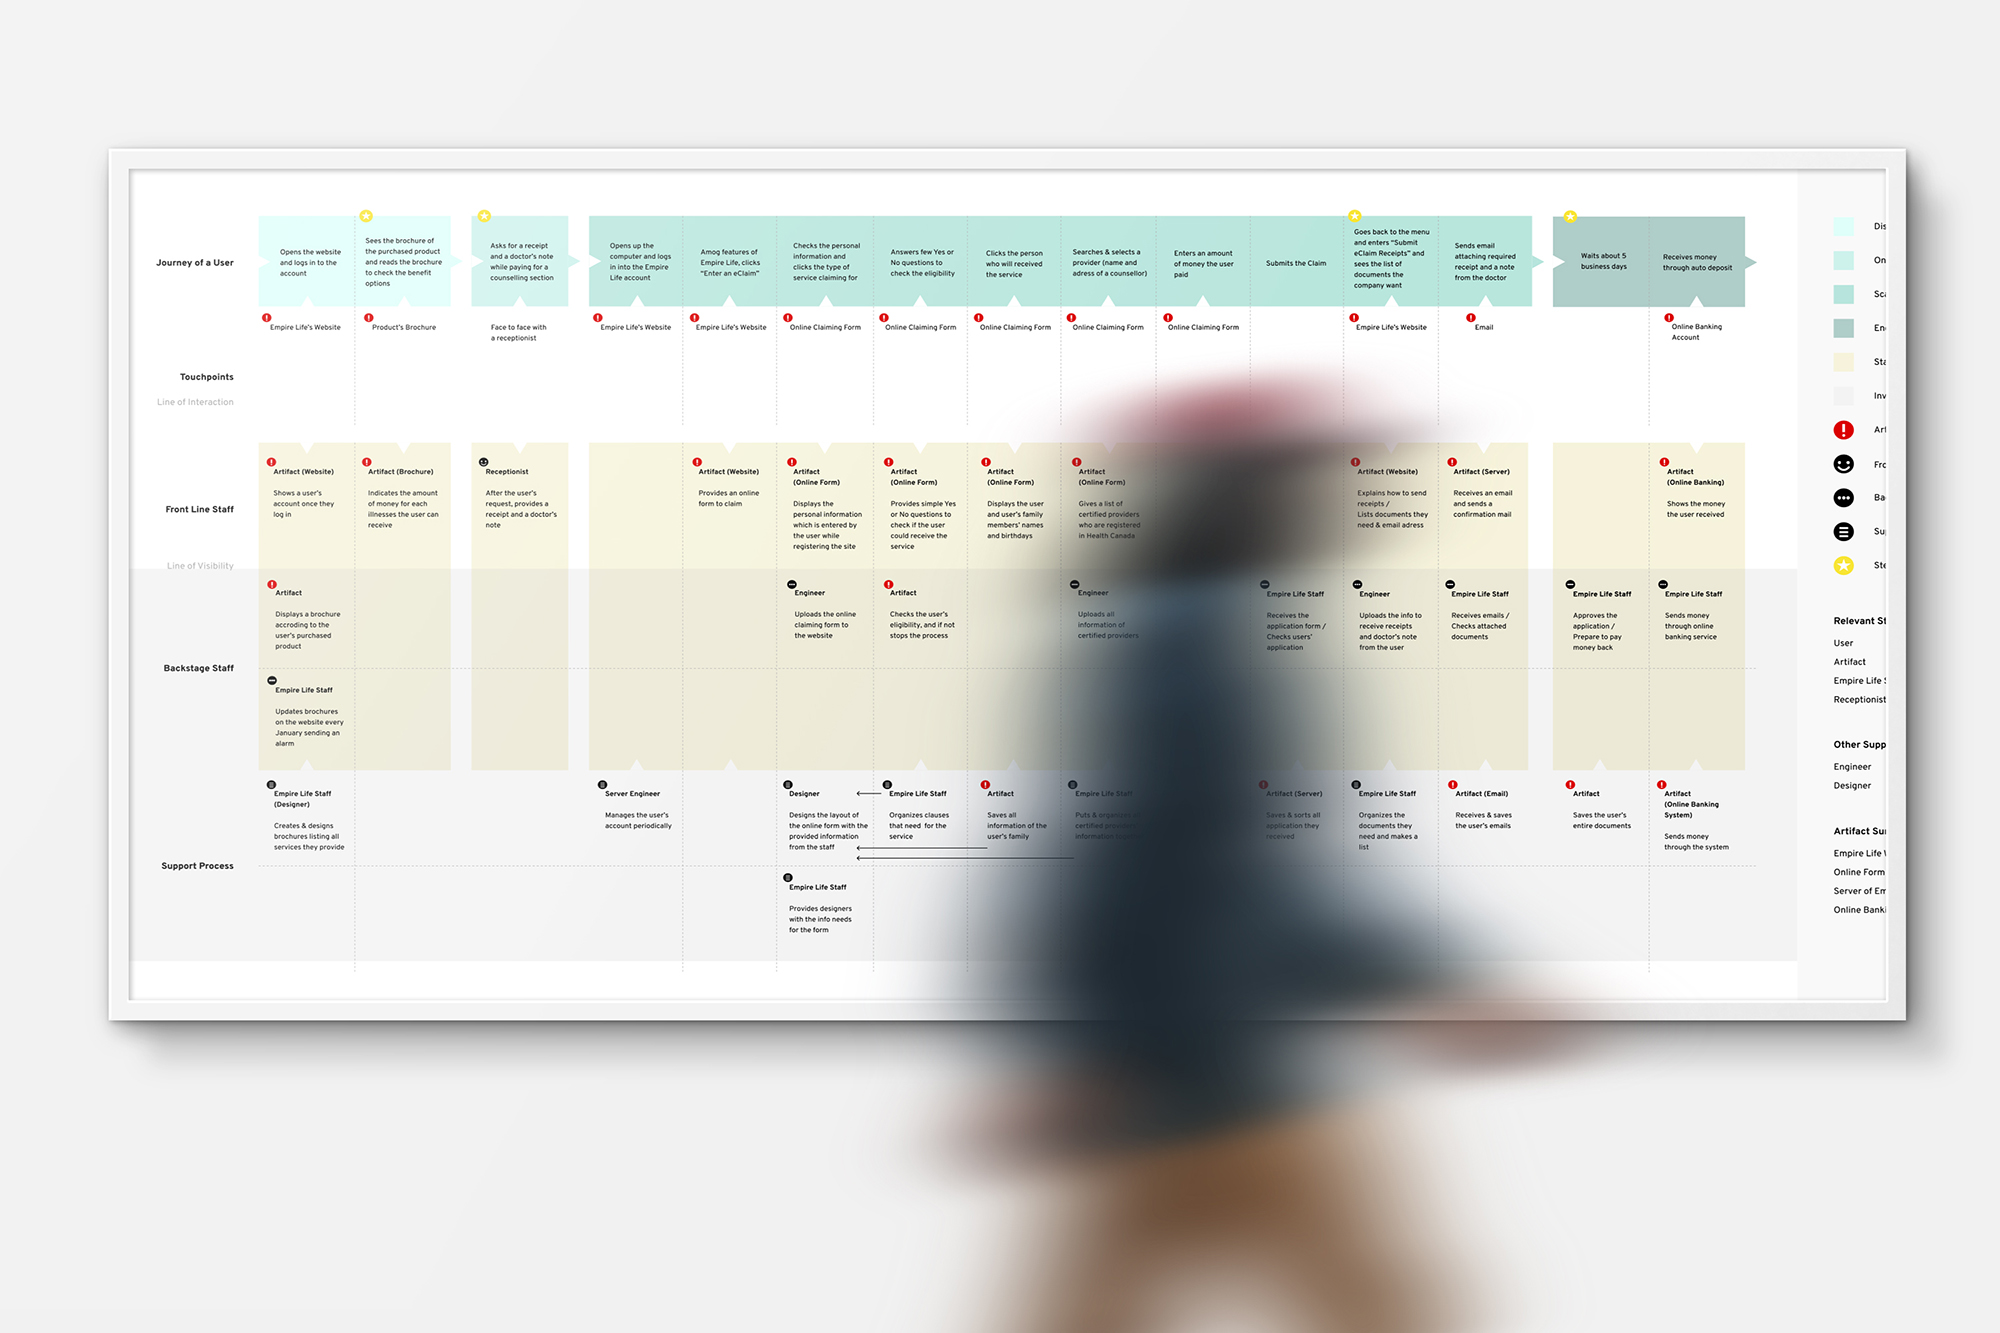 Journey of a User
Opens the website
and logs in to the
account
Sees the brochure of
the purchased product
and reads the brochure
to check the benefit
options
Asks for a receipt
and a doctor's note
while paying for a
counselling section
Opens up the
computer and logs
in into the Empire
Life account
Amog features of
Empire Life, clicks
"Enter an eClaim"
Checks the personal
information and
clicks the type of
service claiming for
Answers few Yes or
No questions to
check the eligibility
Clicks the person
who will received
the service
Searches & selects a
provider (name and
adress of a counsellor)
Enters an amount
of money the user
paid
Submits the Claim
Goes back to the menu
and enters "Submit
eClaim Receipts" and
sees the list of
documents the
company want
Sends email
attaching required
receipt and a note
from the doctor
Waits about 5
business days
Receives money
through auto deposit
Touchpoints
Empire Life's Website
Product's Brochure
Face to face with
a receptionist
Empire Life's Website
Empire Life's Website
Online Claiming Form
Online Claiming Form
Online Claiming Form
Online Claiming Form
Online Claiming Form
Empire Life's Website
Email
Online Banking
Account
Line of Interaction
Front Line Staff
Artifact (Website)
Shows a user's
account once they
log in
Artifact (Brochure)
Indicates the amount
of money for each
illnesses the user can
receive
Receptionist
After the user's
request, provides a
receipt and a doctor's
note
Artifact (Website)
Provides an online
form to claim
Artifact
(Online Form)
Displays the
personal information
which is entered by
the user while
registering the site
Artifact
(Online Form)
Provides simple Yes
or No questions to
check if the user
could receive the
service
Artifact
(Online Form)
Displays the user
and user's family
members' names
and birthdays
Artifact
(Online Form)
Gives a list of
certified providers
who are registered
in Health Canada
Artifact (Website)
Explains how to send
receipts /
Lists documents they
need & email adress
Artifact (Server)
Receives an email
and sends a
confirmation mail
Artifact
(Online Banking)
Shows the money
the user received
Line of Visibility
Backstage Staff
Artifact
Displays a brochure
accroding to the
user's purchased
product
Engineer
Uploads the online
claiming form to
the website
Artifact
Checks the user's
eligibility, and if not
stops the process
Engineer
Uploads all
information of
certified providers
Empire Life Staff
Receives the
application form /
Checks users'
application
Engineer
Uploads the info to
receive receipts
and doctor's note
from the user
Empire Life Staff
Receives emails /
Checks attached
documents
Empire Life Staff
Approves the
application /
Prepare to pay
money back
Empire Life Staff
Sends money
through online
banking service
Empire Life Staff
Updates brochures
on the website every
January sending an
alarm
Support Process
Empire Life Staff
(Designer)
Creates & designs
brochures listing all
services they provide
Server Engineer
Manages the user's
account periodically
Designer
Designs the layout of
the online form with the
provided information
from the staff
Empire Life Staff
Organizes clauses
that need for the
service
Artifact
Saves all
information of the
user's family
Empire Life Staff
Puts & organizes
certified
information
Artifact (Server)
Saves & sorts all
application they
received
Empire Life Staff
Organizes the
documents they
need and makes a
list
Artifact (Email)
Receives & saves
the user's emails
Artifact
Saves the user's
entire documents
Artifact
(Online Banking
System)
Sends money
through the system
Empire Life Staff
Provides designers
with the info needs
for the form
Dis
On
Sca
En
Sta
Inv
Art
Fro
Ba
Su
Ste
Relevant St
User
Artifact
Empire Life S
Receptionist
Other Supp
Engineer
Designer
Artifact Su
Empire Life
Online Form
Server of Em
Online Banki